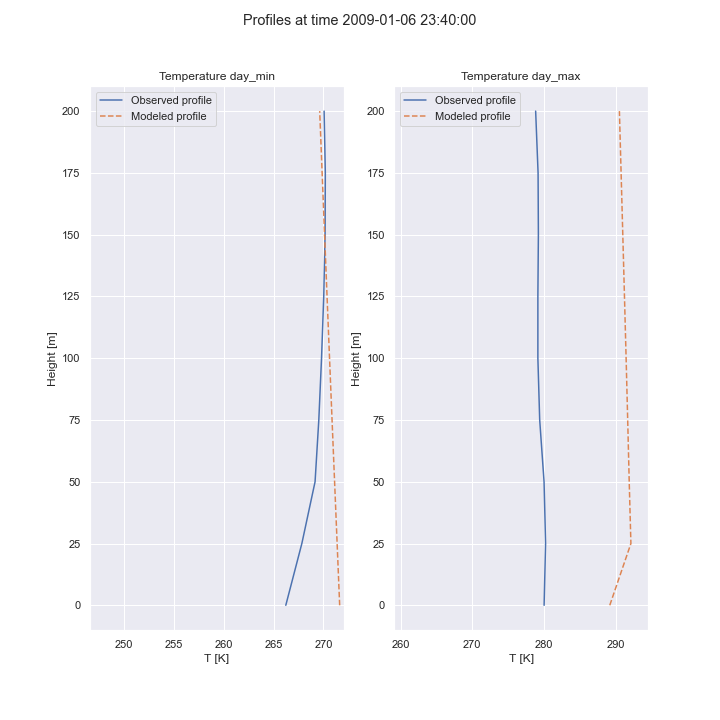 Profiles at time 2009-01-06 23:40:00
Temperature day_min
Observed profile
Modeled profile
200
175
150
125
100
75
50
25
0
Height [m]
250 255 260 265 270
T [K]
Temperature day_max
Observed profile
Modeled profile
200
175
150
125
100
75
50
25
0
Height [m]
260 270 280 290
T [K]